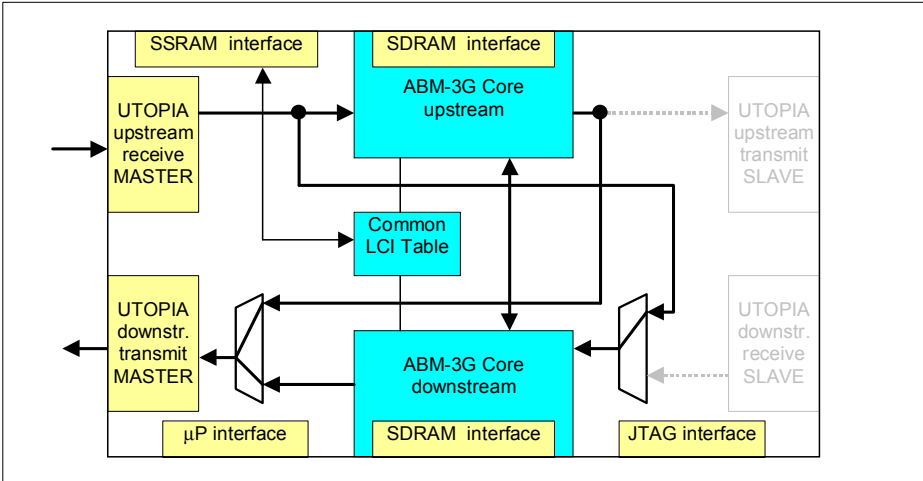 SSRAM interface
SDRAM interface
UTOPIA
upstream
receive
MASTER
ABM-3G Core
upstream
UTOPIA
upstream
transmit
SLAVE
Common
LCI Table
UTOPIA
downstr.
transmit
MASTER
ABM-3G Core
downstream
UTOPIA
downstr.
receive
SLAVE
µP interface
SDRAM interface
JTAG interface